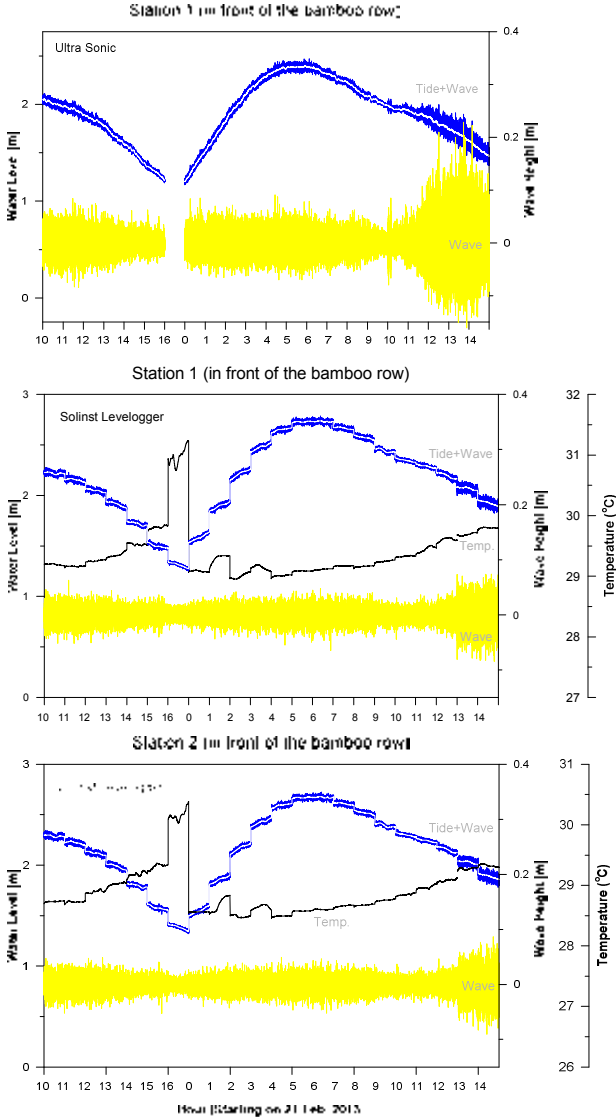 Station 1 (in front of the bamboo row)
Ultra Sonic
Tide+Wave
Wave
Water Level [m]
Wave Height [m]
0.4
0.2
0
2
1
0
10 11 12 13 14 15 16 0 1 2 3 4 5 6 7 8 9 10 11 12 13 14
Station 1 (in front of the bamboo row)
Solinst Levelogger
Tide+Wave
Temp.
Wave
Water Level [m]
Wave Height [m]
Temperature (°C)
3
2
1
0
0.4
0.2
0
32
31
30
29
28
27
10 11 12 13 14 15 16 0 1 2 3 4 5 6 7 8 9 10 11 12 13 14
Station 2 (in front of the bamboo row)
Tide+Wave
Temp.
Wave
Water Level [m]
Wave Height [m]
Temperature (°C)
3
2
1
0
0.4
0.2
0
31
30
29
28
27
26
10 11 12 13 14 15 16 0 1 2 3 4 5 6 7 8 9 10 11 12 13 14
Hour (Starting on 21 Feb. 2013